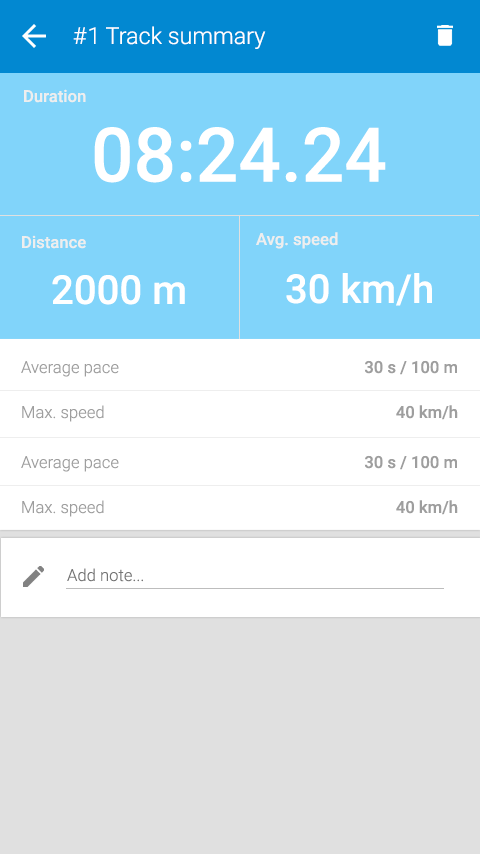 #1 Track summary
Duration
08:24.24
Distance
Avg. speed
2000 m
30 km/h
Average pace 30 s / 100 m
Max. speed 40 km/h
Average pace 30 s / 100 m
Max. speed 40 km/h
Add note...